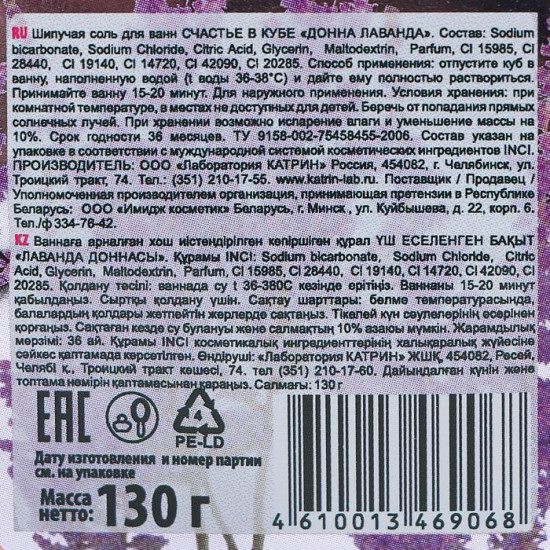 RU Шипучая соль для ванн СЧАСТЬЕ В КУБЕ «ДОННА ЛАВАНДА». Состав: Sodium
bicarbonate, Sodium Chloride, Citric Acid, Glycerin, Maltodextrin, Parfum, CI 15985, CI
28440, CI 19140, CI 14720, CI 42090, CI 20285. Способ применения: отпустите куб в
ванну, наполненную водой (t воды 36-38°C) и дайте ему полностью раствориться.
Принимайте ванну 15-20 минут. Для наружного применения. Условия хранения: при
комнатной температуре, в местах не доступных для детей. Беречь от попадания прямых
солнечных лучей. При хранении возможно испарение влаги и уменьшение массы на
10%. Срок годности 36 месяцев. ТУ 9158-002-75458455-2006. Состав указан на
упаковке в соответствии с международной системой косметических ингредиентов INCI.
ПРОИЗВОДИТЕЛЬ: ООО «Лаборатория КАТРИН» Россия, 454082, г. Челябинск, ул.
Троицкий тракт, 74. Тел.: (351) 210-17-55. www.katrin-lab.ru. Поставщик / Продавец /
Уполномоченная производителем организация, принимающая претензии в Республике
Беларусь: ООО «Имидж косметик» Беларусь, г. Минск , ул. Куйбышева, д. 22, корп. 6.
Тел./ф 334-76-42.
KZ Ваннаға арналған хош иістендірілген көпіршіген құрал ҮШ ЕСЕЛЕНГЕН БАҚЫТ
«ЛАВАНДА ДОННАСЫ». Құрамы INCI: Sodium bicarbonate, Sodium Chloride, Citric
Acid, Glycerin, Maltodextrin, Parfum, CI 15985, CI 28440, CI 19140, CI 14720, CI 42090, CI
20285. Қолдану тәсілі: ваннада су t 36-380C кезінде ерітіңіз. Ваннаны 15-20 минут
қабылдаңыз. Сыртқы қолдану үшін. Сақтау шарттары: бөлме температурасында,
балалардың қолдары жетпейтін жерлерде сақтаңыз. Тікелей күн сәулелерінің әсерінен
қорғаңыз. Сақтаған кезде су булануы және салмақтың 10% азаюы мүмкін. Жарамдылық
мерзімі: 36 ай. Құрамы INCI косметикалық ингредиенттарның халықаралық жүйесіне
сәйкес қаптамада көрсетілген. Өндіруші: «Лаборатория КАТРИН» ЖШҚ, 454082, Ресей,
Челябі қ., Троицкий тракт көшесі, 74, тел. (351) 210-17-55. Дайындалған күнін және
топтама нөмірін қаптамасынан қараңыз. Салмағы: 130 г
EAC
4
PE-LD
Дату изготовления и номер партии
см. на упаковке
Масса
нетто: 130 г
4 610013 469068